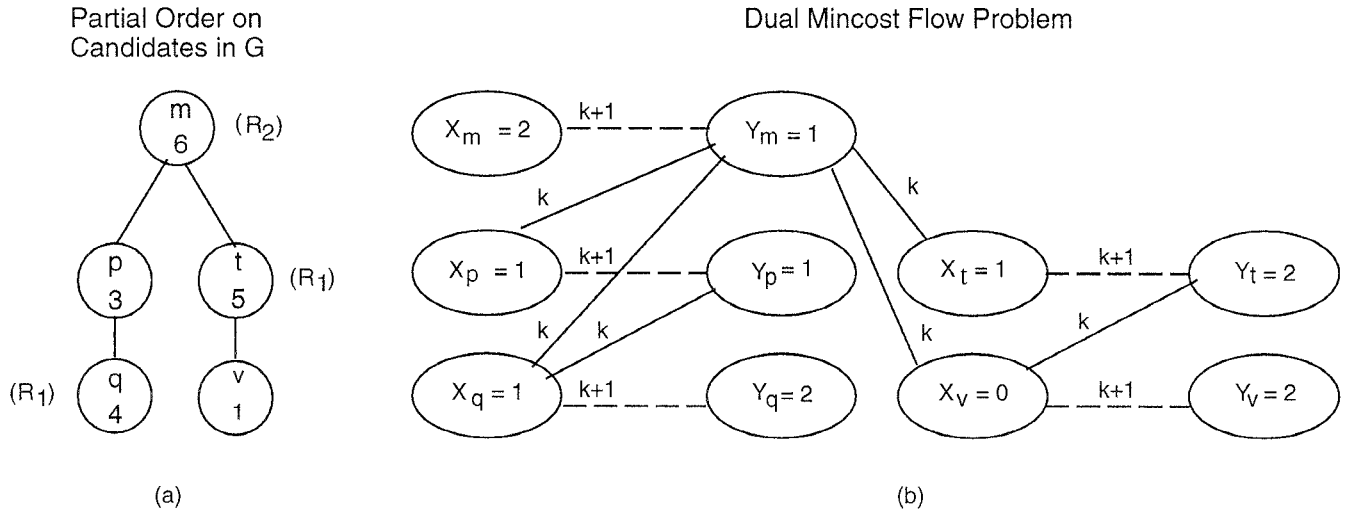 Partial Order on
Candidates in G
Dual Mincost Flow Problem
m
6
(R2)
p
3
t
5
(R1)
(R1)
q
4
v
1
(a)
Xm = 2
k+1
Ym = 1
k
k
Xp = 1
k+1
Yp = 1
Xt = 1
k+1
Yt = 2
k
k
k
k
Xq = 1
k+1
Yq = 2
Xv = 0
k+1
Yv = 2
(b)